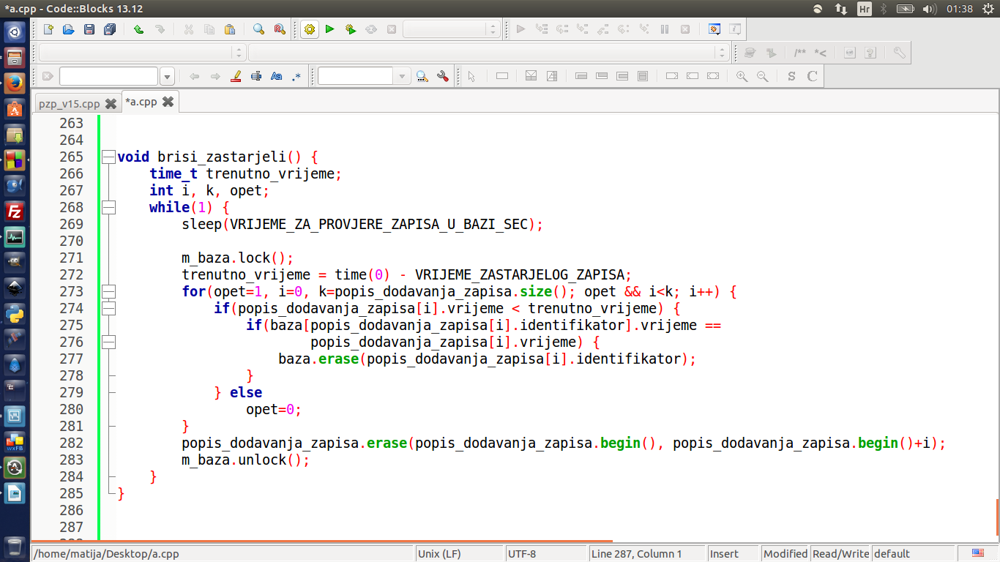 *a.cpp - Code::Blocks 13.12
Hr
01:38
/** *<
Aa
.*
S C
pzp_v15.cpp
*a.cpp
263
264
265 void brisi_zastarjeli() {
266     time_t trenutno_vrijeme;
267     int i, k, opet;
268     while(1) {
269         sleep(VRIJEME_ZA_PROVJERE_ZAPISA_U_BAZI_SEC);
270
271         m_baza.lock();
272         trenutno_vrijeme = time(0) - VRIJEME_ZASTARJELOG_ZAPISA;
273         for(opet=1, i=0, k=popis_dodavanja_zapisa.size(); opet && i<k; i++) {
274             if(popis_dodavanja_zapisa[i].vrijeme < trenutno_vrijeme) {
275                 if(baza[popis_dodavanja_zapisa[i].identifikator].vrijeme ==
276                         popis_dodavanja_zapisa[i].vrijeme) {
277                     baza.erase(popis_dodavanja_zapisa[i].identifikator);
278                 }
279             } else
280                 opet=0;
281         }
282         popis_dodavanja_zapisa.erase(popis_dodavanja_zapisa.begin(), popis_dodavanja_zapisa.begin()+i);
283         m_baza.unlock();
284     }
285 }
286
287
/home/matija/Desktop/a.cpp
Unix (LF)
UTF-8
Line 287, Column 1
Insert
Modified
Read/Write
default